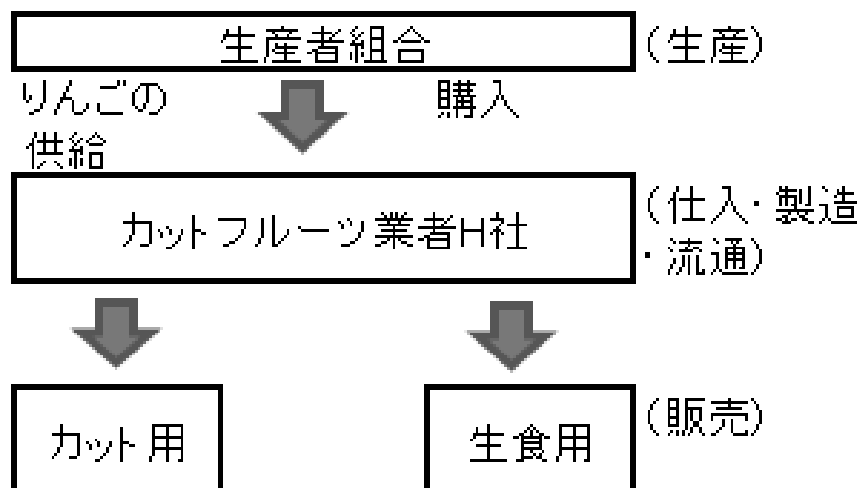 生産者組合
(生産)
りんごの
供給
購入
カットフルーツ業者H社
(仕入・製造
・流通)
カット用
生食用
(販売)